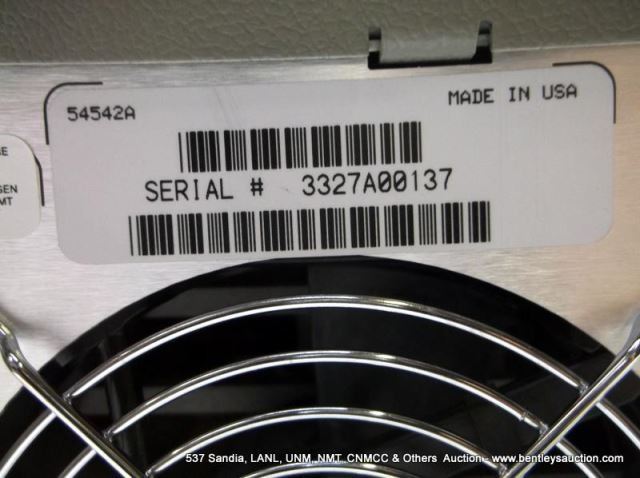 54542A
MADE IN USA
SERIAL # 3327A00137
537 Sandia, LANL, UNM, NMT, CNMCC & Others Auction - www.bentleysauction.com